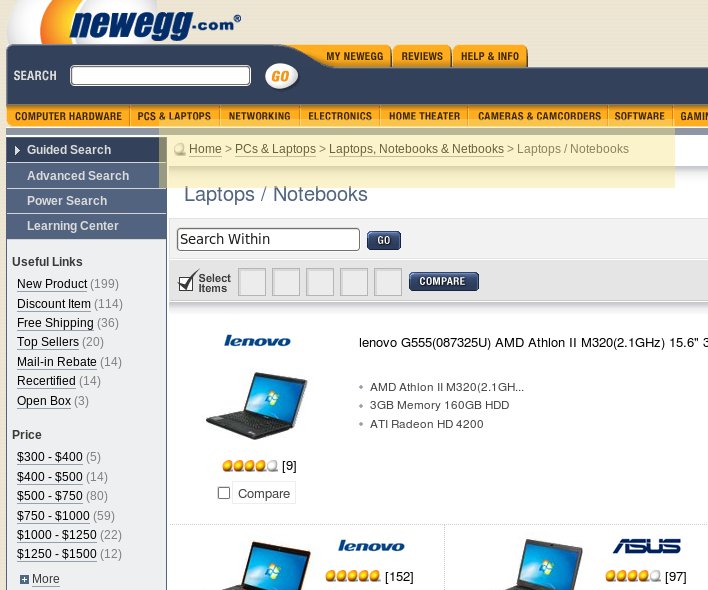 newegg.com®
MY NEWEGG REVIEWS HELP & INFO
SEARCH GO
COMPUTER HARDWARE PCS & LAPTOPS NETWORKING ELECTRONICS HOME THEATER CAMERAS & CAMCORDERS SOFTWARE GAMIN
Guided Search
Advanced Search
Power Search
Learning Center
Useful Links
New Product (199)
Discount Item (114)
Free Shipping (36)
Top Sellers (20)
Mail-in Rebate (14)
Recertified (14)
Open Box (3)
Price
$300 - $400 (5)
$400 - $500 (14)
$500 - $750 (80)
$750 - $1000 (59)
$1000 - $1250 (22)
$1250 - $1500 (12)
More
Home > PCs & Laptops > Laptops, Notebooks & Netbooks > Laptops / Notebooks
Laptops / Notebooks
Search Within GO
Select
Items
COMPARE
lenovo
lenovo G555(087325U) AMD Athlon II M320(2.1GHz) 15.6" 3
AMD Athlon II M320(2.1GH...
3GB Memory 160GB HDD
ATI Radeon HD 4200
[9]
Compare
lenovo
[152]
ASUS
[97]